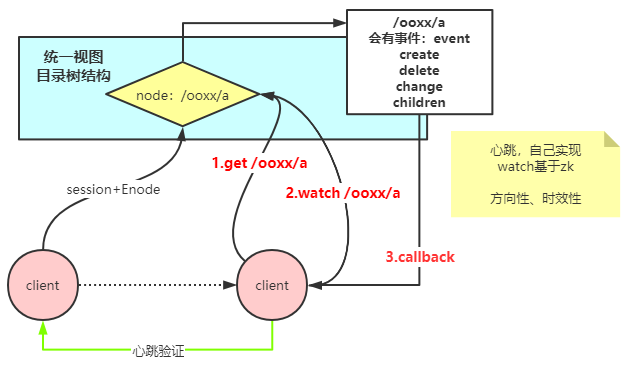 /ooxx/a
会有事件：event
create
delete
change
children
统一视图
目录树结构
node：/ooxx/a
心跳，自己实现
watch基于zk
方向性、时效性
1.get /ooxx/a
session+Enode
2.watch /ooxx/a
3.callback
client
client
心跳验证